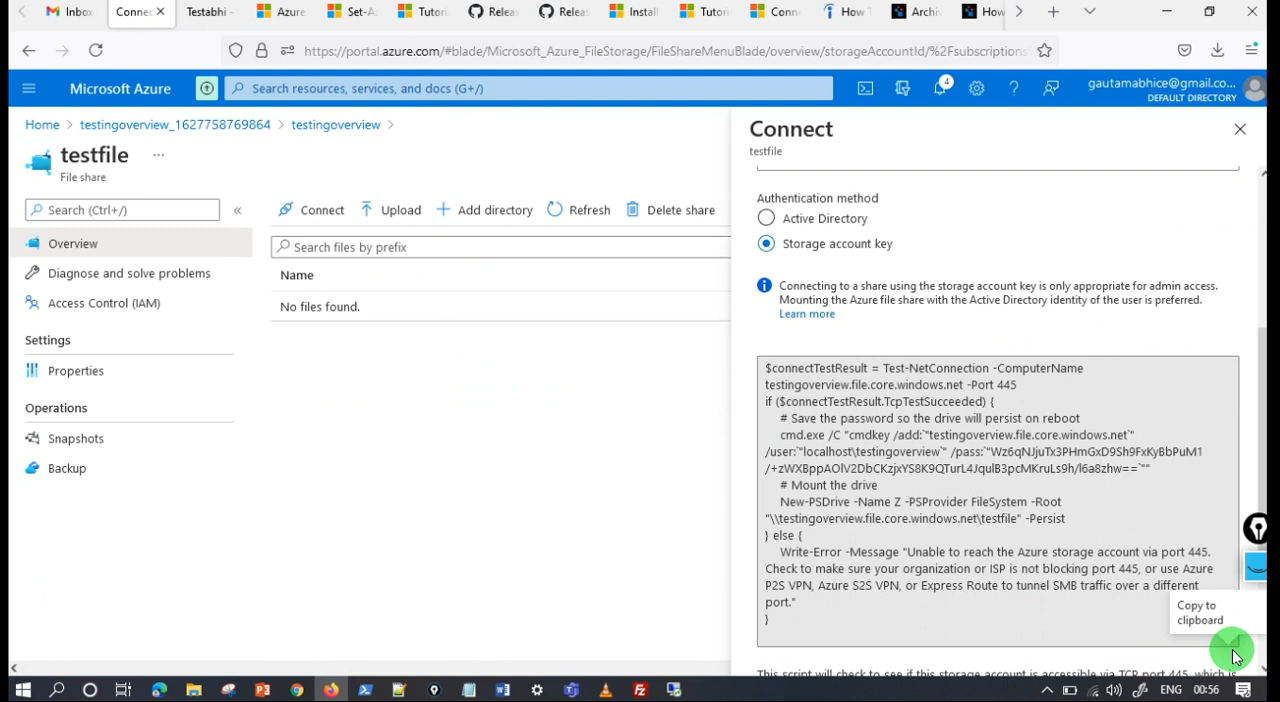 Inbox
Connec
Testabhi -
Azure
Set-A
Tutori
Releas
Releas
Install
Tutori
Conn
How T
Archiv
How
https://portal.azure.com/#blade/Microsoft_Azure_FileStorage/FileShareMenuBlade/overview/storageAccountId/%2Fsubscriptions
Microsoft Azure
Search resources, services, and docs (G+/)
4
gautamabhice@gmail.co...
DEFAULT DIRECTORY
Home > testingoverview_1627758769864 > testingoverview >
testfile ...
File share
Search (Ctrl+/)
«
Overview
Diagnose and solve problems
Access Control (IAM)
Settings
Properties
Operations
Snapshots
Backup
Connect
Upload
Add directory
Refresh
Delete share
Search files by prefix
Name
No files found.
Connect
testfile
Authentication method
Active Directory
Storage account key
Connecting to a share using the storage account key is only appropriate for admin access.
Mounting the Azure file share with the Active Directory identity of the user is preferred.
Learn more
$connectTestResult = Test-NetConnection -ComputerName
testingoverview.file.core.windows.net -Port 445
if ($connectTestResult.TcpTestSucceeded) {
# Save the password so the drive will persist on reboot
cmd.exe /C "cmdkey /add:`"testingoverview.file.core.windows.net`"
/user:`"localhost\testingoverview`" /pass:`"Wz6qNJjuTx3PHmGxD9Sh9FxKyBbPuM1
/+zWXBppAOlV2DbCKzjxYS8K9QTurL4JqulB3pcMKruLs9h/l6a8zhw==`""
# Mount the drive
New-PSDrive -Name Z -PSProvider FileSystem -Root
"\\testingoverview.file.core.windows.net\testfile" -Persist
} else {
Write-Error -Message "Unable to reach the Azure storage account via port 445.
Check to make sure your organization or ISP is not blocking port 445, or use Azure
P2S VPN, Azure S2S VPN, or Express Route to tunnel SMB traffic over a different
port."
}
Copy to
clipboard
This script will check to see if this storage account is accessible via TCP port 445, which is
ENG
00:56